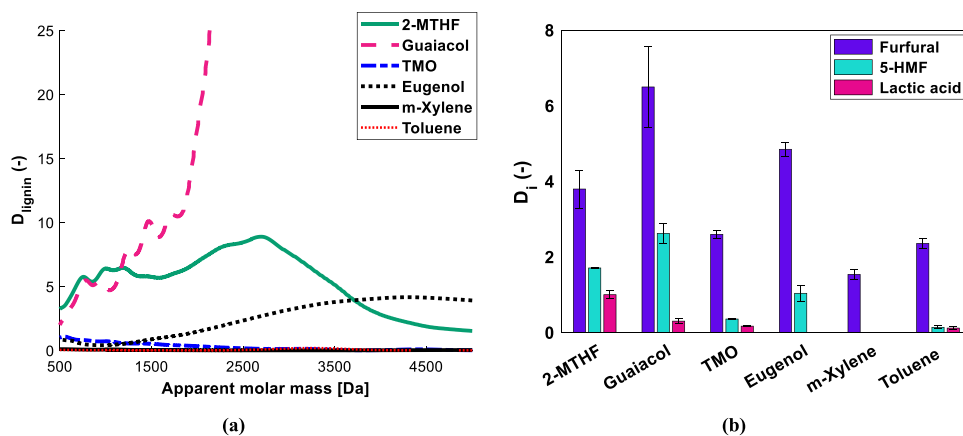 25
20
15
10
5
0
D_lignin (-)
500
1500
2500
3500
4500
Apparent molar mass [Da]
2-MTHF
Guaiacol
TMO
Eugenol
m-Xylene
Toluene
(a)
8
6
4
2
0
D_i (-)
Furfural
5-HMF
Lactic acid
2-MTHF
Guaiacol
TMO
Eugenol
m-Xylene
Toluene
(b)